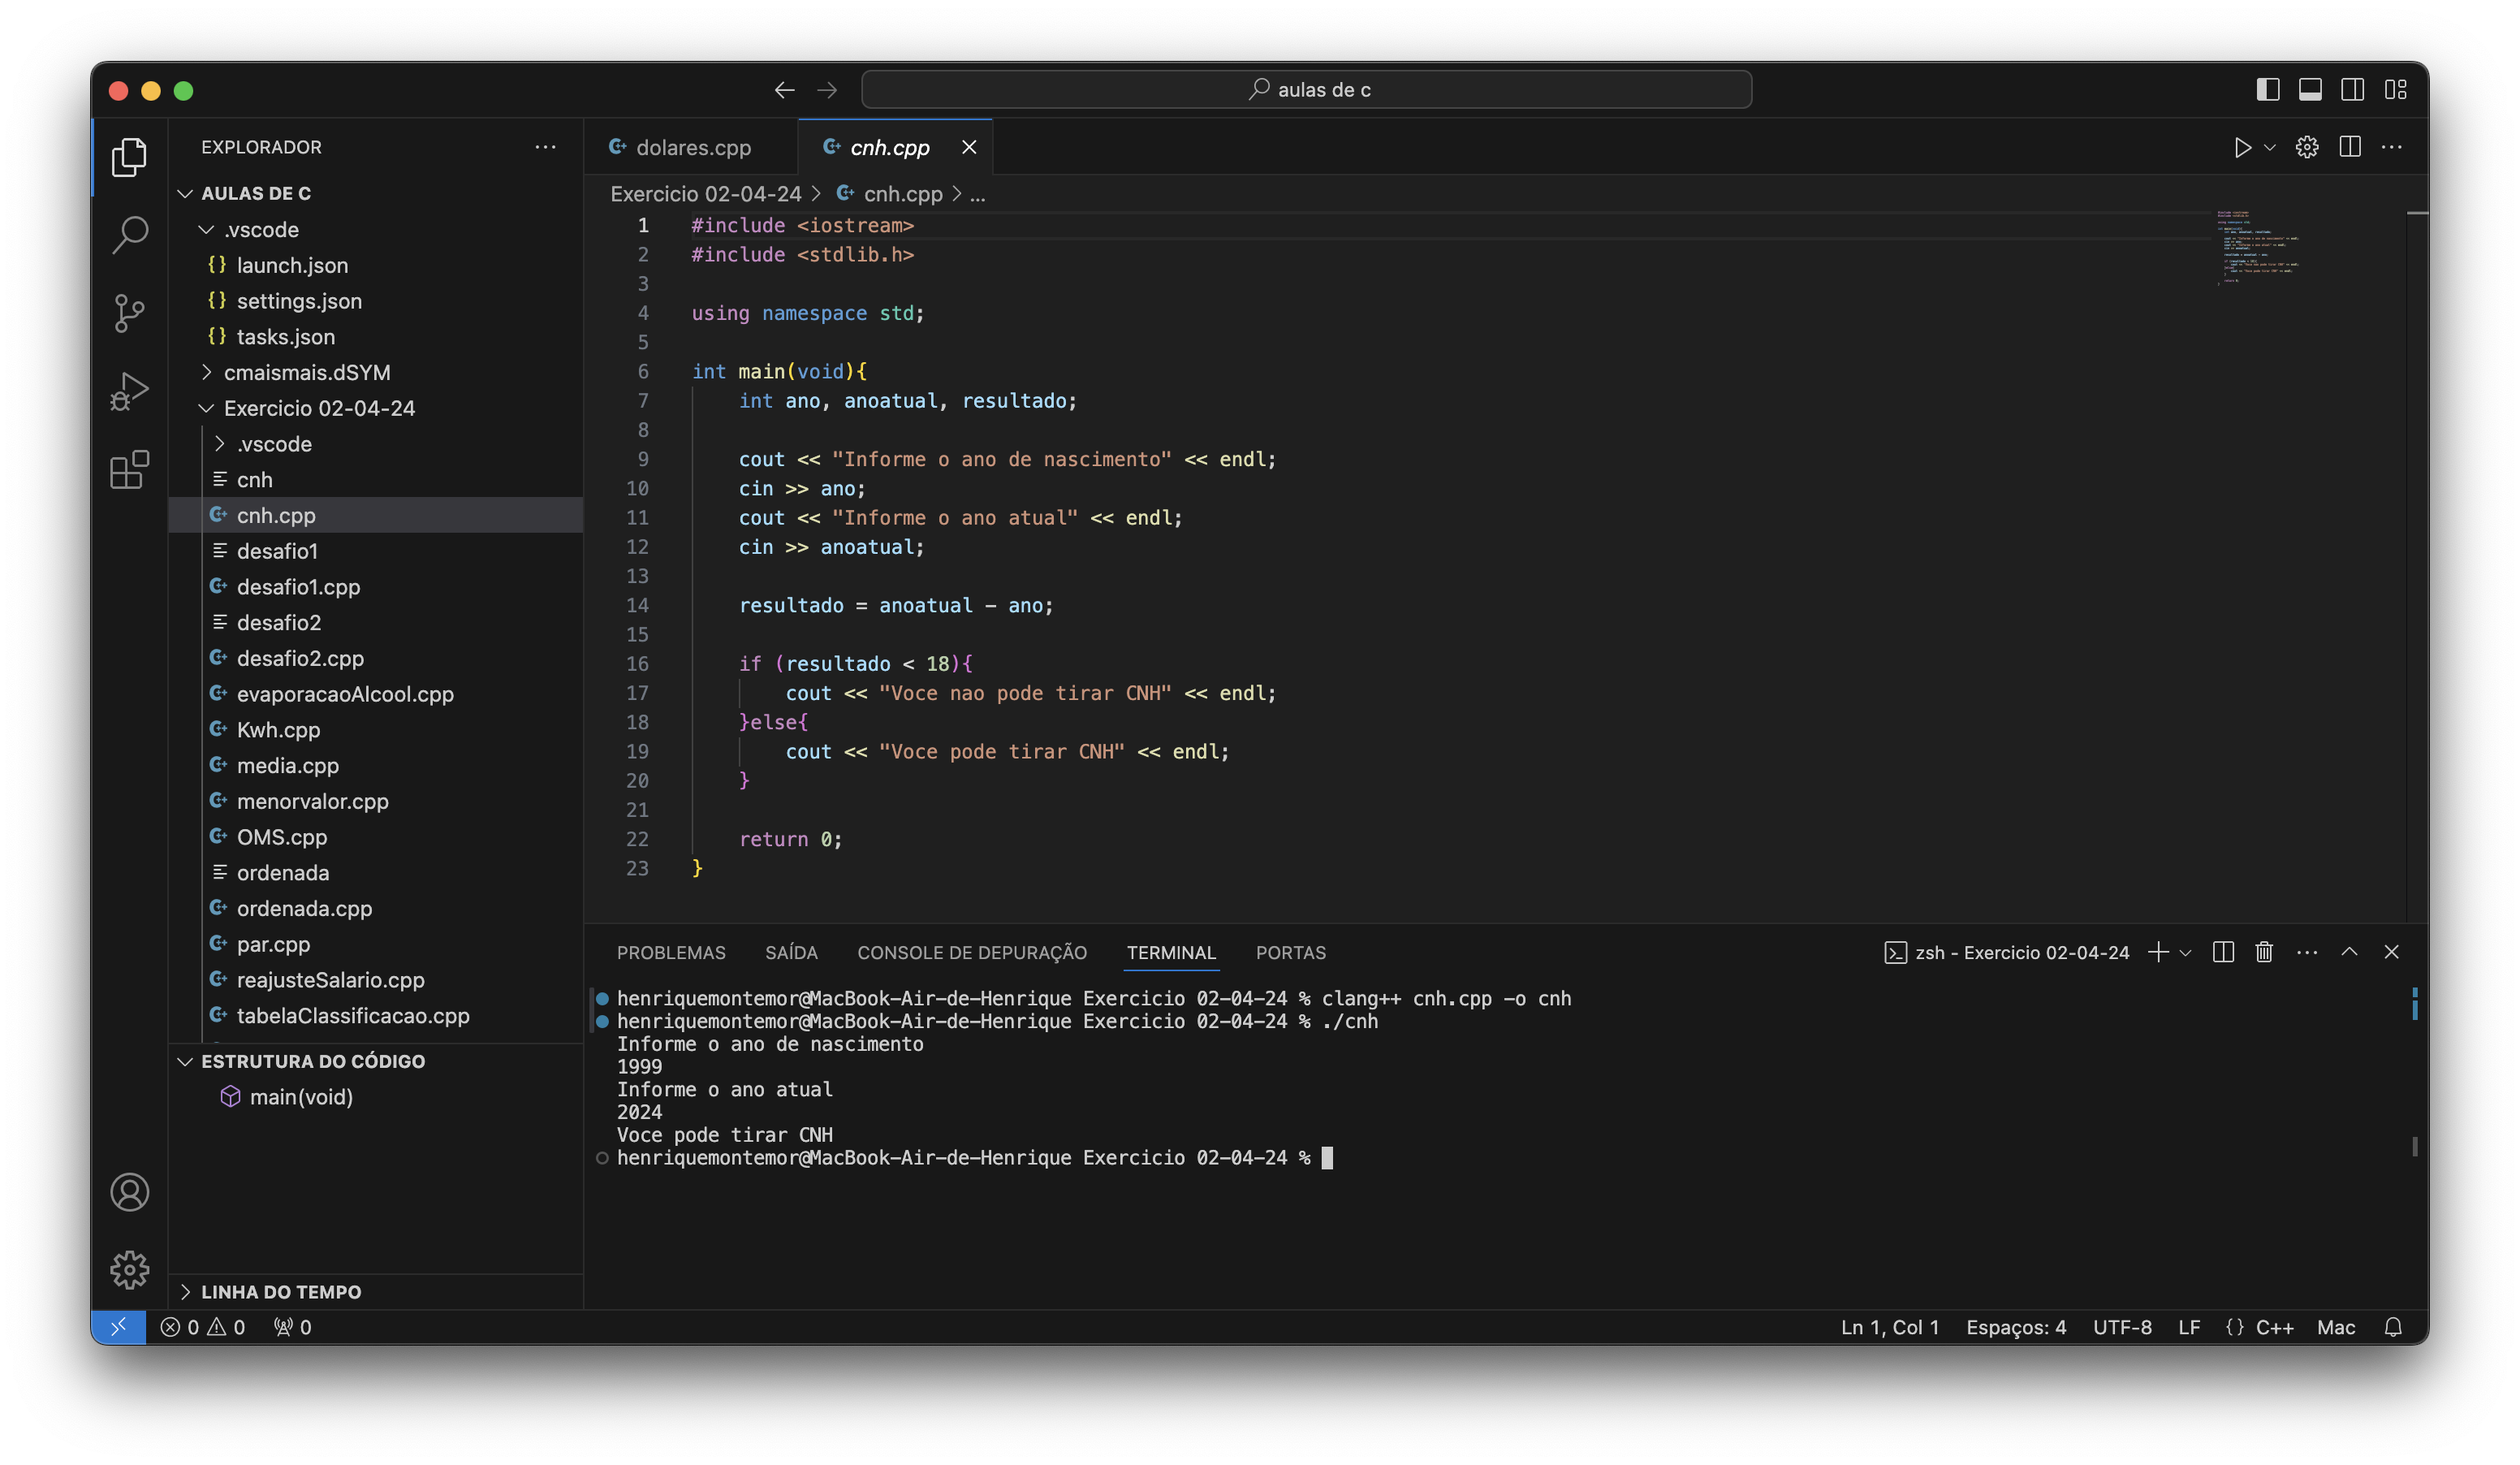 aulas de c
EXPLORADOR
AULAS DE C
.vscode
{} launch.json
{} settings.json
{} tasks.json
cmaismais.dSYM
Exercicio 02-04-24
.vscode
cnh
cnh.cpp
desafio1
desafio1.cpp
desafio2
desafio2.cpp
evaporacaoAlcool.cpp
Kwh.cpp
media.cpp
menorvalor.cpp
OMS.cpp
ordenada
ordenada.cpp
par.cpp
reajusteSalario.cpp
tabelaClassificacao.cpp
ESTRUTURA DO CÓDIGO
main(void)
LINHA DO TEMPO
dolares.cpp cnh.cpp
Exercicio 02-04-24 > cnh.cpp > ...
1 #include <iostream>
2 #include <stdlib.h>
3
4 using namespace std;
5
6 int main(void){
7     int ano, anoatual, resultado;
8
9     cout << "Informe o ano de nascimento" << endl;
10     cin >> ano;
11     cout << "Informe o ano atual" << endl;
12     cin >> anoatual;
13
14     resultado = anoatual - ano;
15
16     if (resultado < 18){
17         cout << "Voce nao pode tirar CNH" << endl;
18     }else{
19         cout << "Voce pode tirar CNH" << endl;
20     }
21
22     return 0;
23 }
PROBLEMAS SAÍDA CONSOLE DE DEPURAÇÃO TERMINAL PORTAS zsh - Exercicio 02-04-24
henriquemontemor@MacBook-Air-de-Henrique Exercicio 02-04-24 % clang++ cnh.cpp -o cnh
henriquemontemor@MacBook-Air-de-Henrique Exercicio 02-04-24 % ./cnh
Informe o ano de nascimento
1999
Informe o ano atual
2024
Voce pode tirar CNH
henriquemontemor@MacBook-Air-de-Henrique Exercicio 02-04-24 %
0 0 0 Ln 1, Col 1 Espaços: 4 UTF-8 LF {} C++ Mac